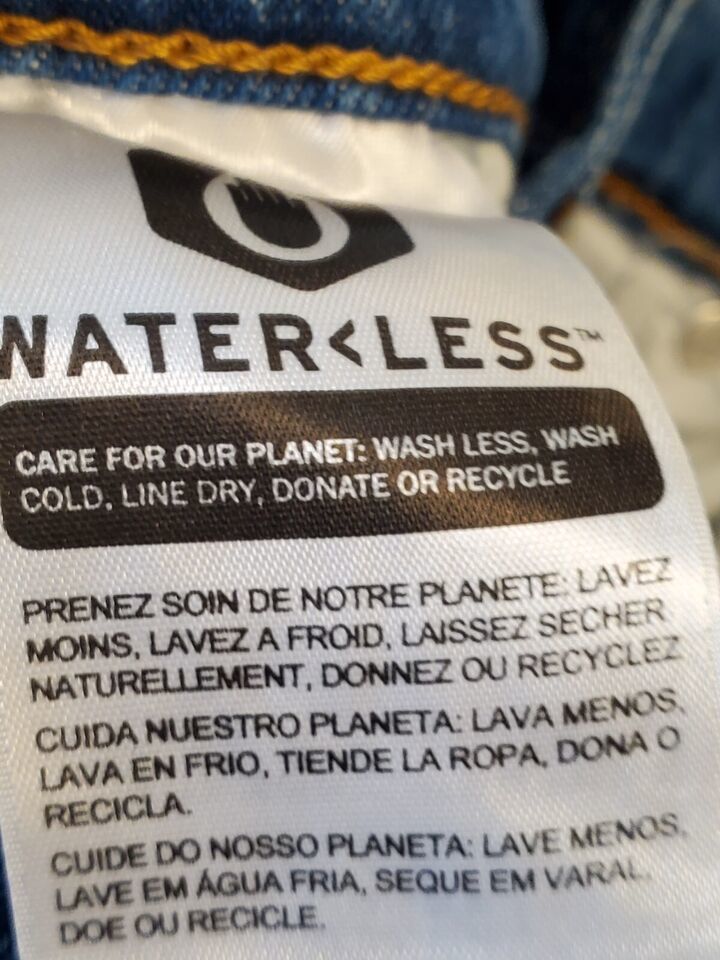 WATER<LESS™
CARE FOR OUR PLANET: WASH LESS, WASH
COLD, LINE DRY, DONATE OR RECYCLE
PRENEZ SOIN DE NOTRE PLANETE: LAVEZ
MOINS, LAVEZ A FROID, LAISSEZ SECHER
NATURELLEMENT, DONNEZ OU RECYCLEZ
CUIDA NUESTRO PLANETA: LAVA MENOS,
LAVA EN FRIO, TIENDE LA ROPA, DONA O
RECICLA.
CUIDE DO NOSSO PLANETA: LAVE MENOS,
LAVE EM ÁGUA FRIA, SEQUE EM VARAL,
DOE OU RECICLE.